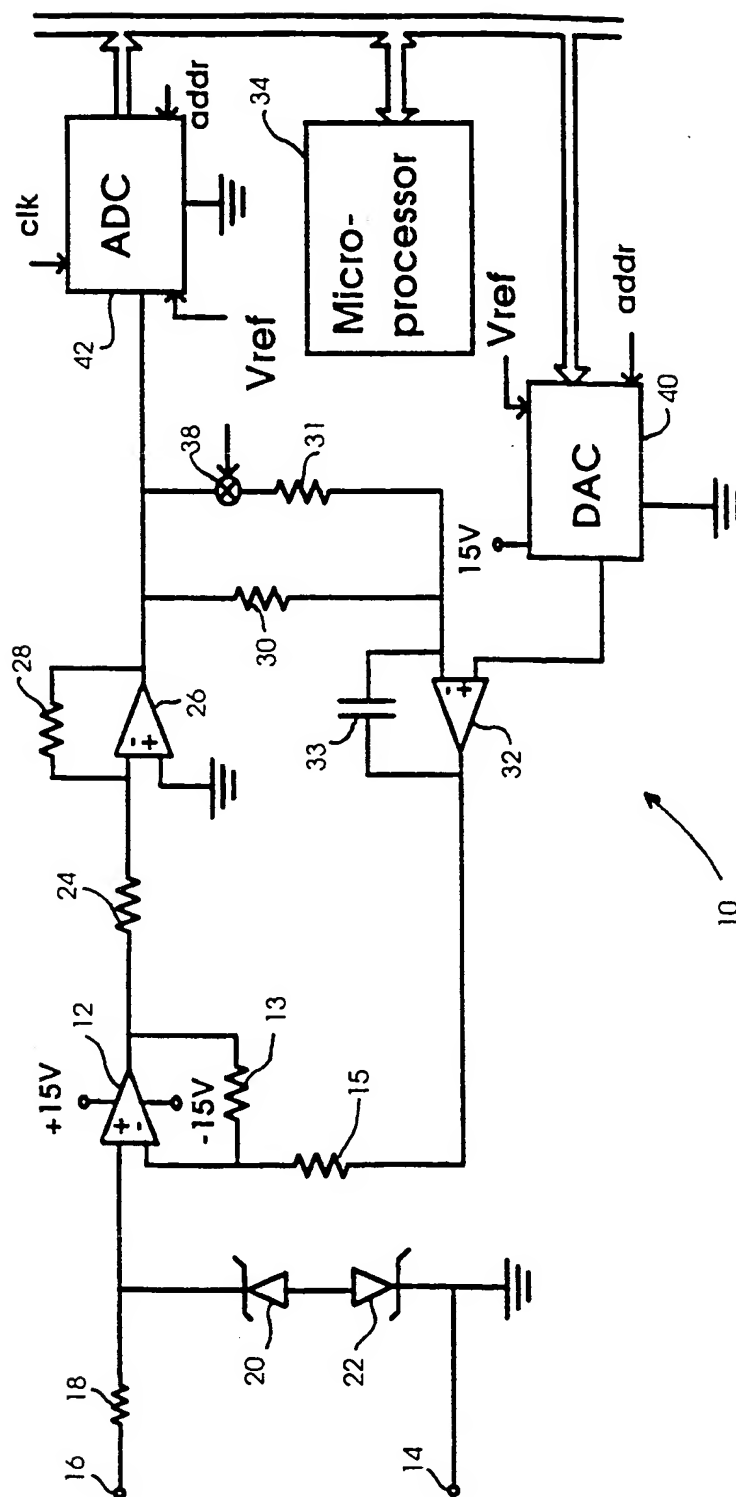 clk
ADC
addr
42
Vref
34
Micro-
processor
38
31
30
28
26
33
32
Vref
addr
40
15V
DAC
24
12
+15V
-15V
+
-
-
+
-
+
13
15
10
18
16
20
22
14